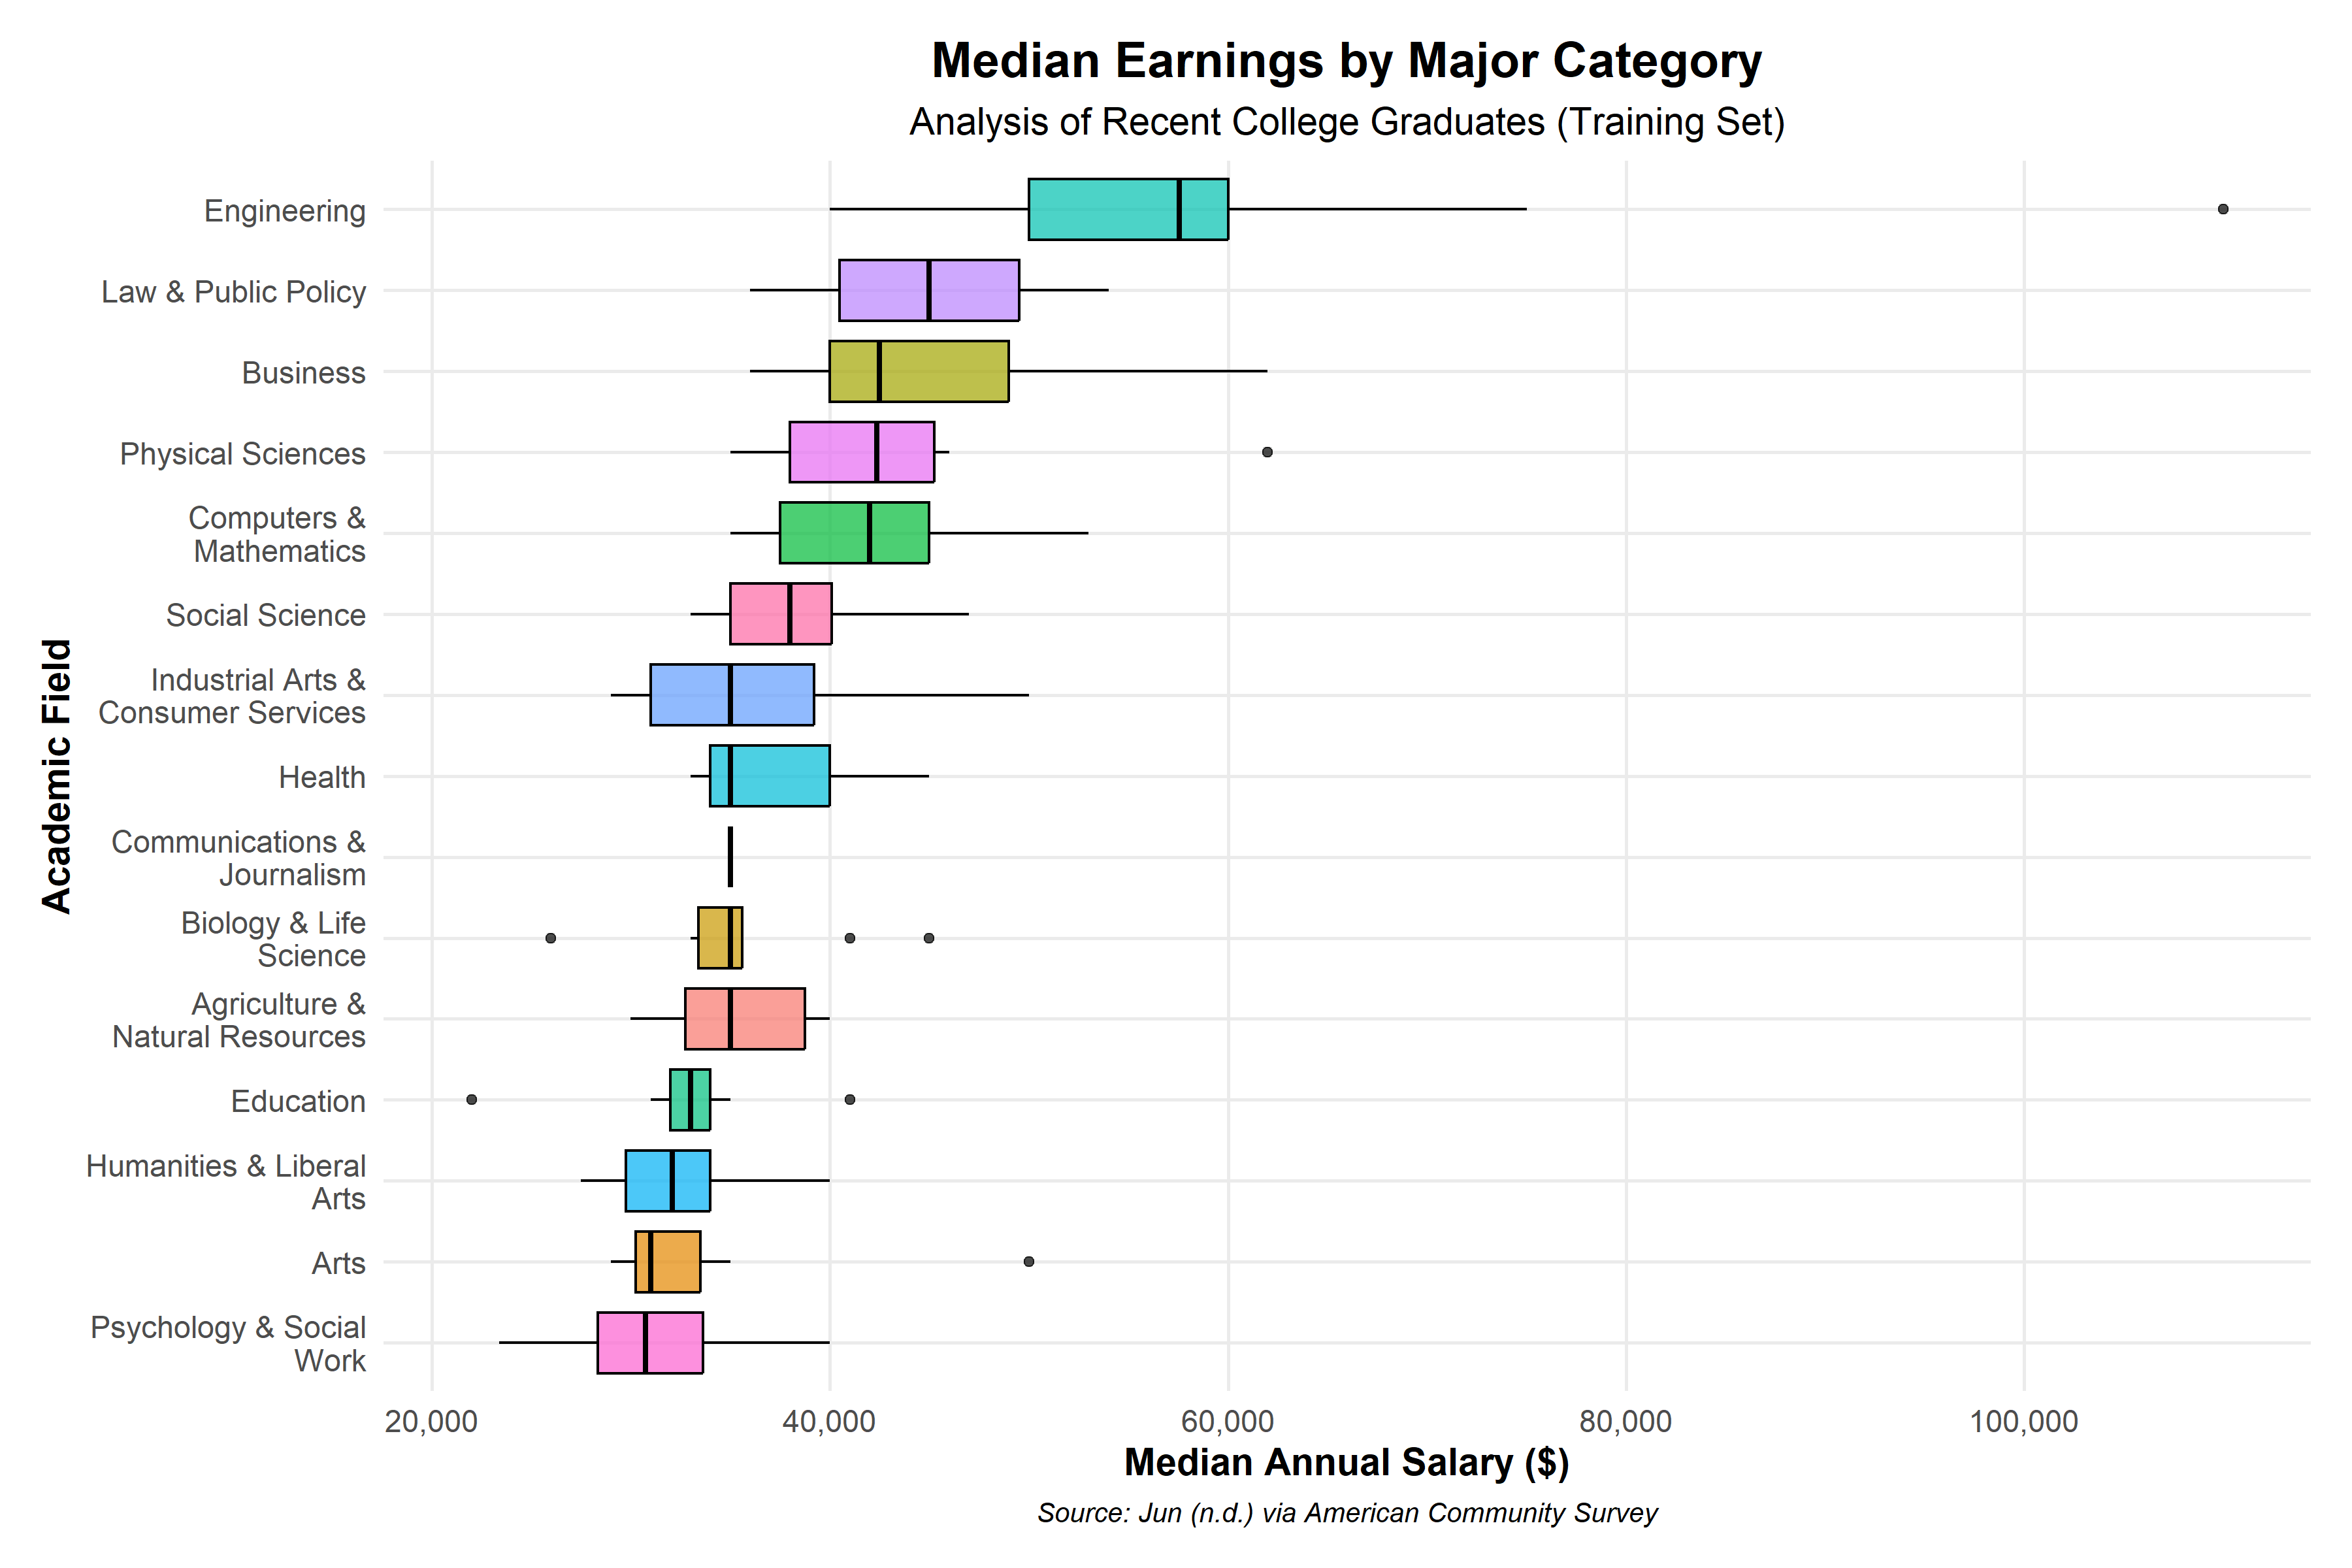 Median Earnings by Major Category
Analysis of Recent College Graduates (Training Set)
Academic Field
Engineering
Law & Public Policy
Business
Physical Sciences
Computers &
Mathematics
Social Science
Industrial Arts &
Consumer Services
Health
Communications &
Journalism
Biology & Life
Science
Agriculture &
Natural Resources
Education
Humanities & Liberal
Arts
Arts
Psychology & Social
Work
20,000
40,000
60,000
80,000
100,000
Median Annual Salary ($)
Source: Jun (n.d.) via American Community Survey